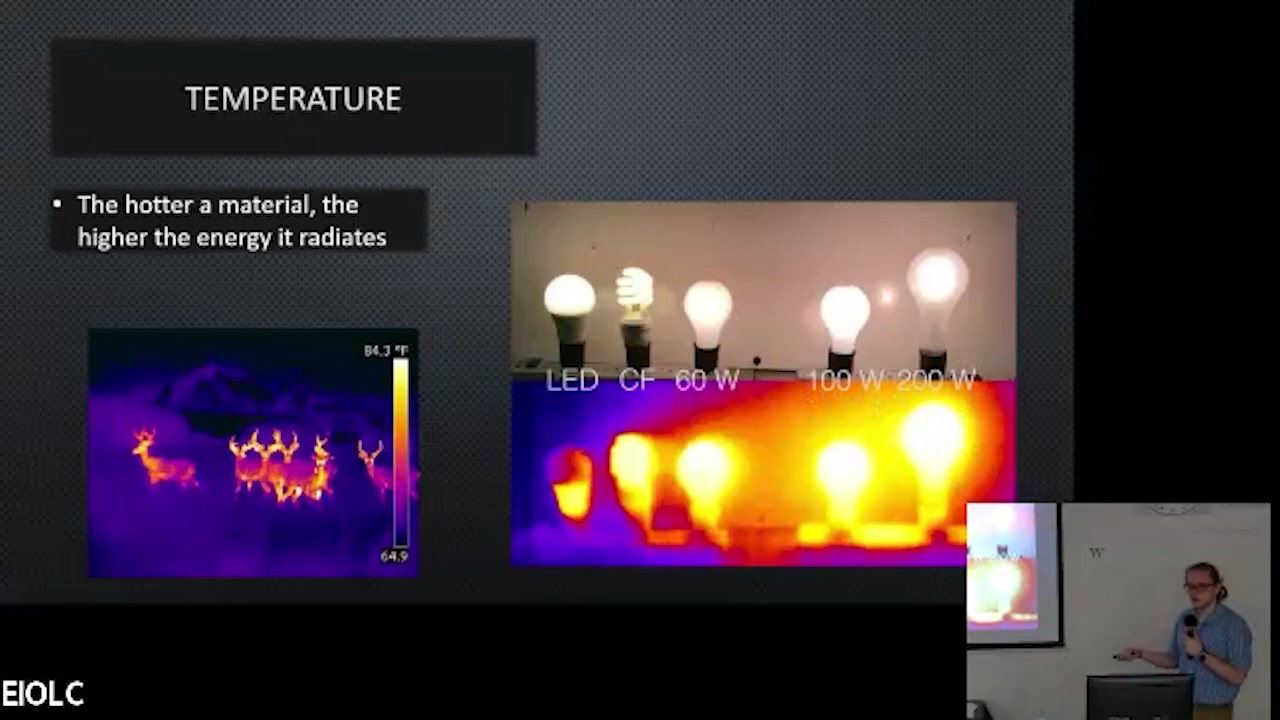 TEMPERATURE
• The hotter a material, the
higher the energy it radiates
84.3 °F
64.9
LED CF 60 W 100 W 200 W
W
EIOLC